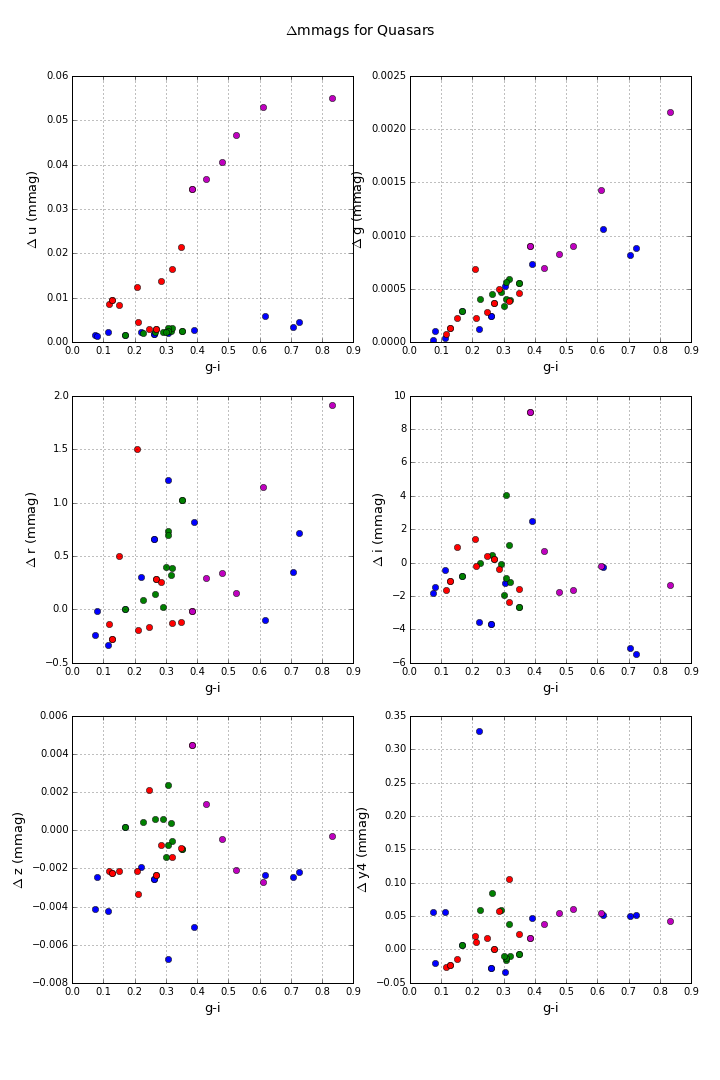 Δmmags for Quasars
Δ u (mmag)
0.06
0.05
0.04
0.03
0.02
0.01
0.00
0.0 0.1 0.2 0.3 0.4 0.5 0.6 0.7 0.8 0.9
g-i
Δ g (mmag)
0.0025
0.0020
0.0015
0.0010
0.0005
0.0000
0.0 0.1 0.2 0.3 0.4 0.5 0.6 0.7 0.8 0.9
g-i
Δ r (mmag)
2.0
1.5
1.0
0.5
0.0
−0.5
0.0 0.1 0.2 0.3 0.4 0.5 0.6 0.7 0.8 0.9
g-i
Δ i (mmag)
10
8
6
4
2
0
−2
−4
−6
0.0 0.1 0.2 0.3 0.4 0.5 0.6 0.7 0.8 0.9
g-i
Δ z (mmag)
0.006
0.004
0.002
0.000
−0.002
−0.004
−0.006
−0.008
0.0 0.1 0.2 0.3 0.4 0.5 0.6 0.7 0.8 0.9
g-i
Δ y4 (mmag)
0.35
0.30
0.25
0.20
0.15
0.10
0.05
0.00
−0.05
0.0 0.1 0.2 0.3 0.4 0.5 0.6 0.7 0.8 0.9
g-i